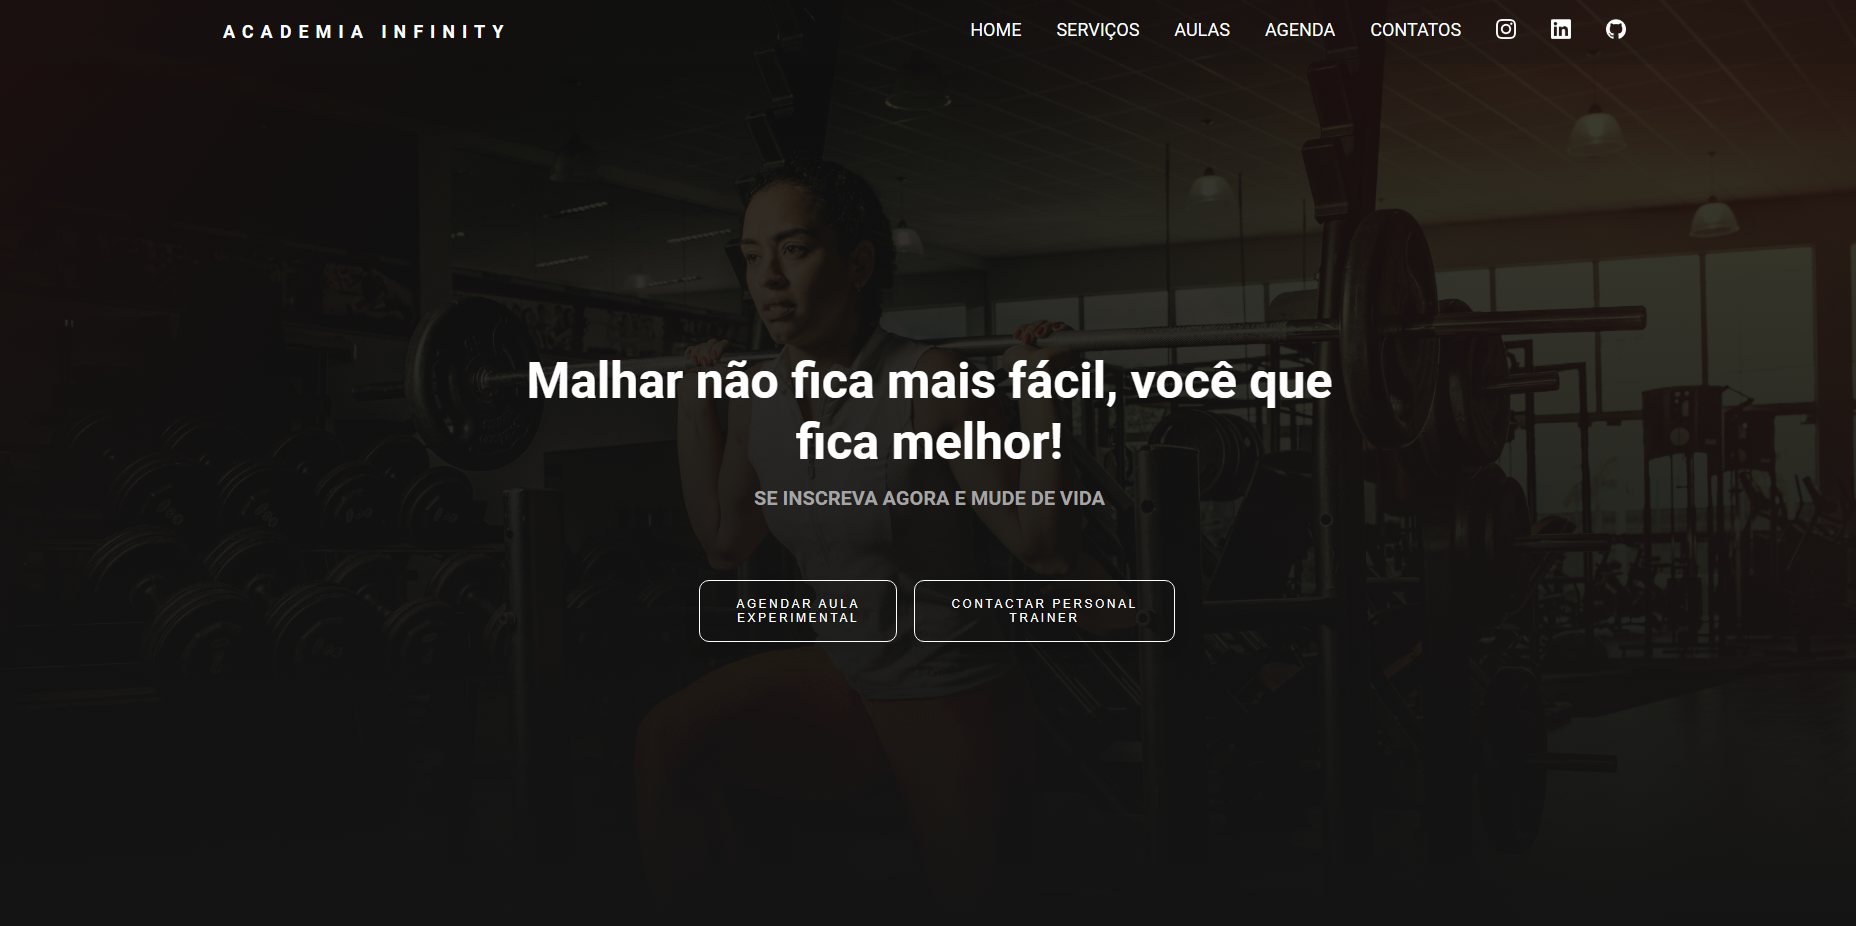 ACADEMIA INFINITY
HOME SERVIÇOS AULAS AGENDA CONTATOS
Malhar não fica mais fácil, você que
fica melhor!
SE INSCREVA AGORA E MUDE DE VIDA
AGENDAR AULA
EXPERIMENTAL
CONTACTAR PERSONAL
TRAINER